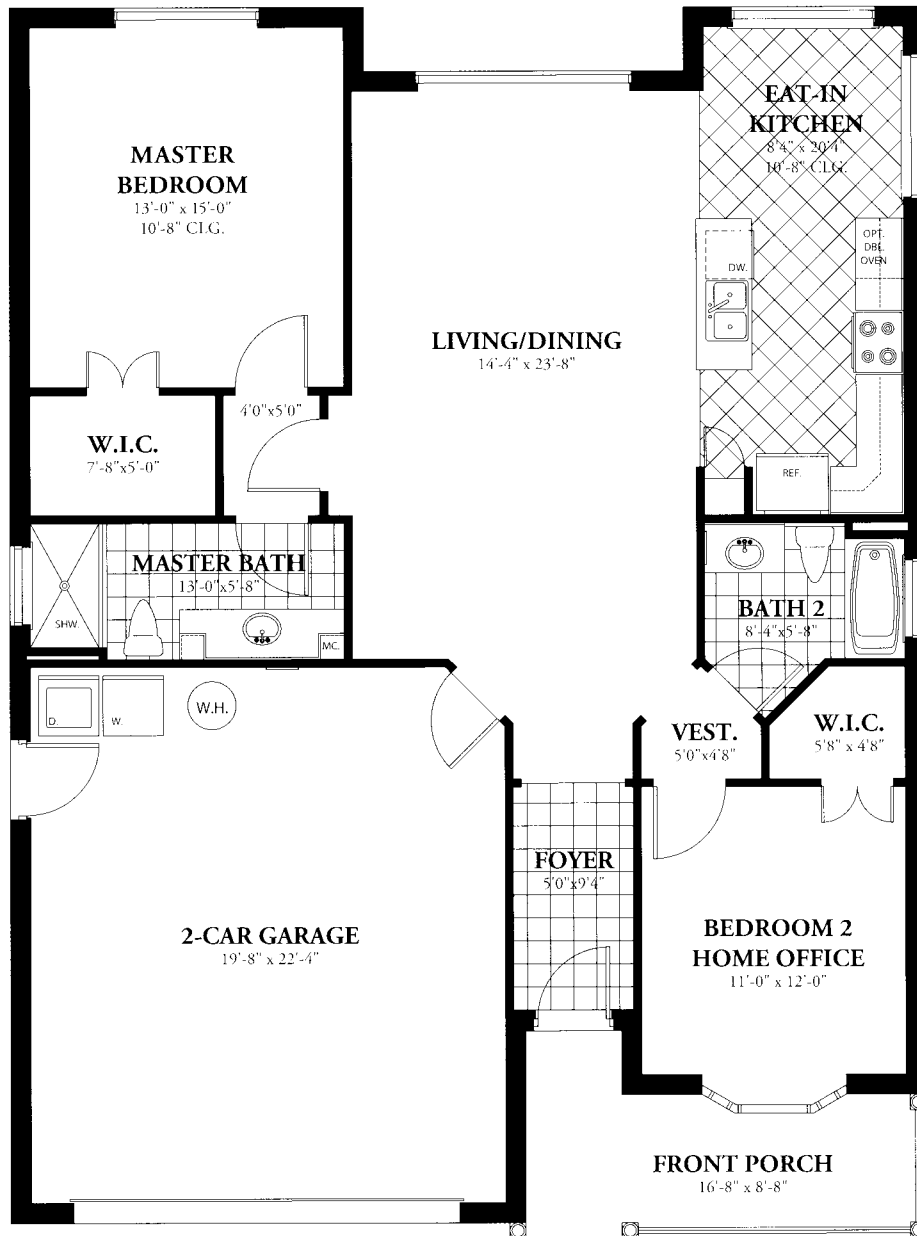 MASTER
BEDROOM
13'-0" x 15'-0"
10'-8" CLG.
EAT-IN
KITCHEN
8'4" x 20'4"
10'-8" CLG.
OPT.
DBL.
OVEN
DW.
LIVING/DINING
14'-4" x 23'-8"
4'0"x5'0"
W.I.C.
7'-8"x5'-0"
REF.
MASTER BATH
13'-0"x5'-8"
SHW.
MC.
BATH 2
8'-4"x5'-8"
D.
W.
W.H.
VEST.
5'0"x4'8"
W.I.C.
5'8" x 4'8"
FOYER
5'0"x9'4"
2-CAR GARAGE
19'-8" x 22'-4"
BEDROOM 2
HOME OFFICE
11'-0" x 12'-0"
FRONT PORCH
16'-8" x 8'-8"